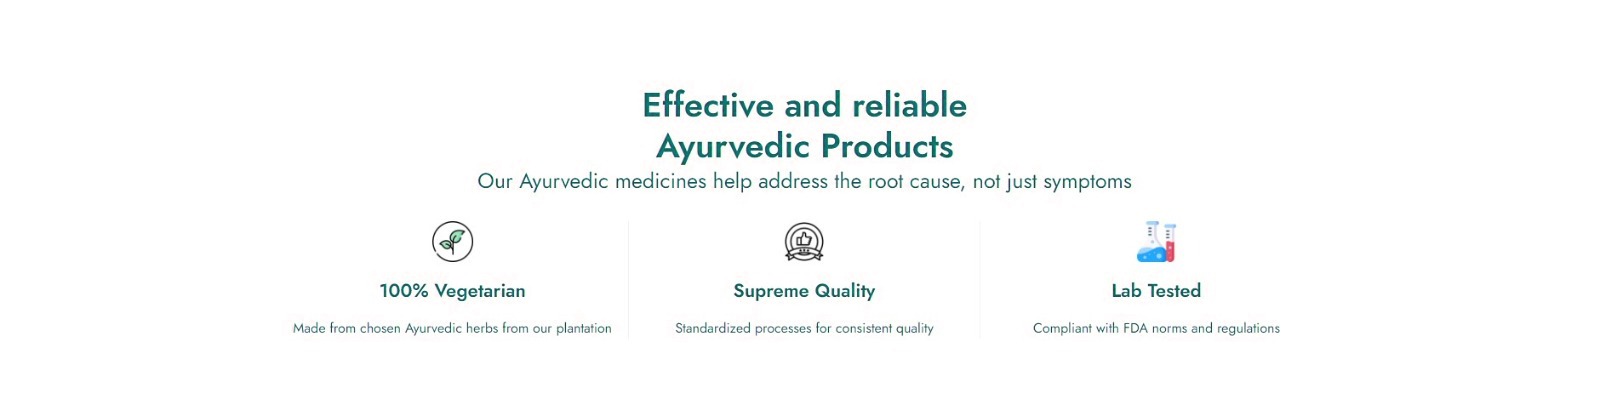 Effective and reliable
Ayurvedic Products
Our Ayurvedic medicines help address the root cause, not just symptoms
100% Vegetarian
Made from chosen Ayurvedic herbs from our plantation
Supreme Quality
Standardized processes for consistent quality
Lab Tested
Compliant with FDA norms and regulations